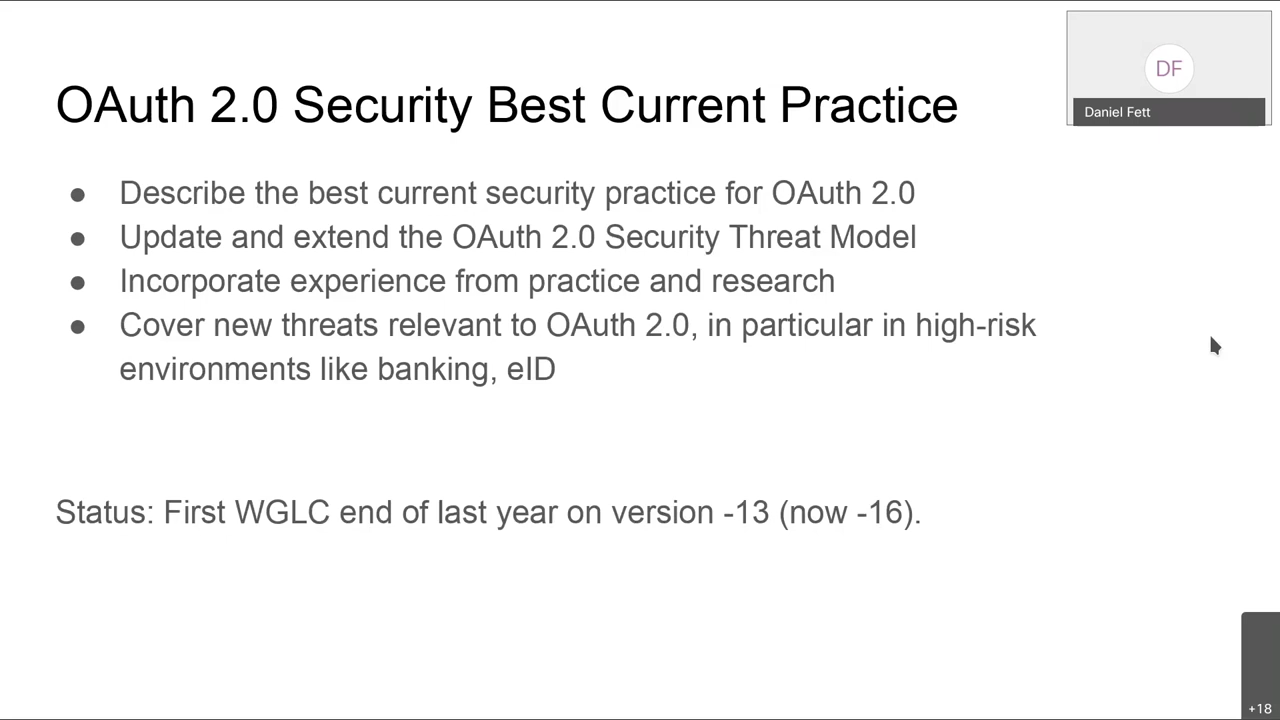 DF
Daniel Fett
OAuth 2.0 Security Best Current Practice
● Describe the best current security practice for OAuth 2.0
● Update and extend the OAuth 2.0 Security Threat Model
● Incorporate experience from practice and research
● Cover new threats relevant to OAuth 2.0, in particular in high-risk
environments like banking, eID
Status: First WGLC end of last year on version -13 (now -16).
+18